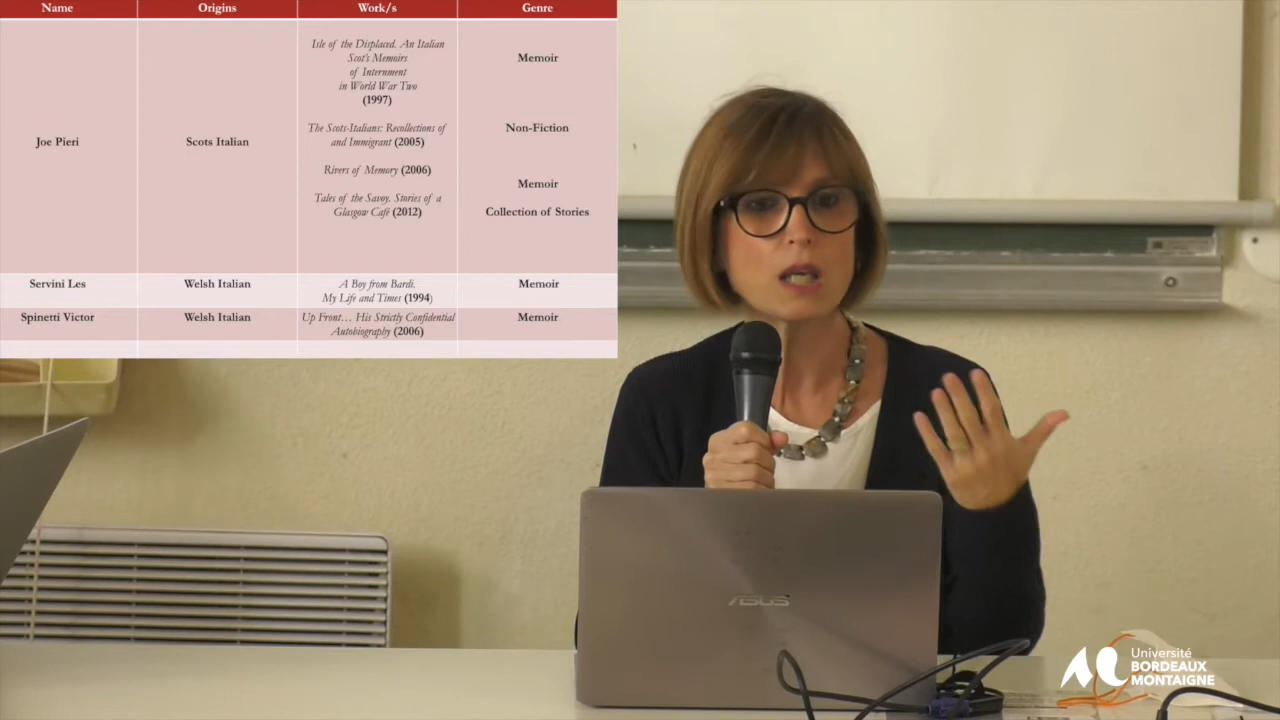 Name Origins Work/s Genre
Isle of the Displaced. An Italian
Scot's Memoirs
of Internment
in World War Two
(1997)
Memoir
The Scots-Italians: Recollections of
and Immigrant (2005)
Non-Fiction
Joe Pieri
Scots Italian
Rivers of Memory (2006)
Memoir
Tales of the Savoy. Stories of a
Glasgow Café (2012)
Collection of Stories
Servini Les Welsh Italian A Boy from Bardi. Memoir
My Life and Times (1994)
Spinetti Victor Welsh Italian Up Front… His Strictly Confidential Memoir
Autobiography (2006)
ASUS
Université
BORDEAUX
MONTAIGNE